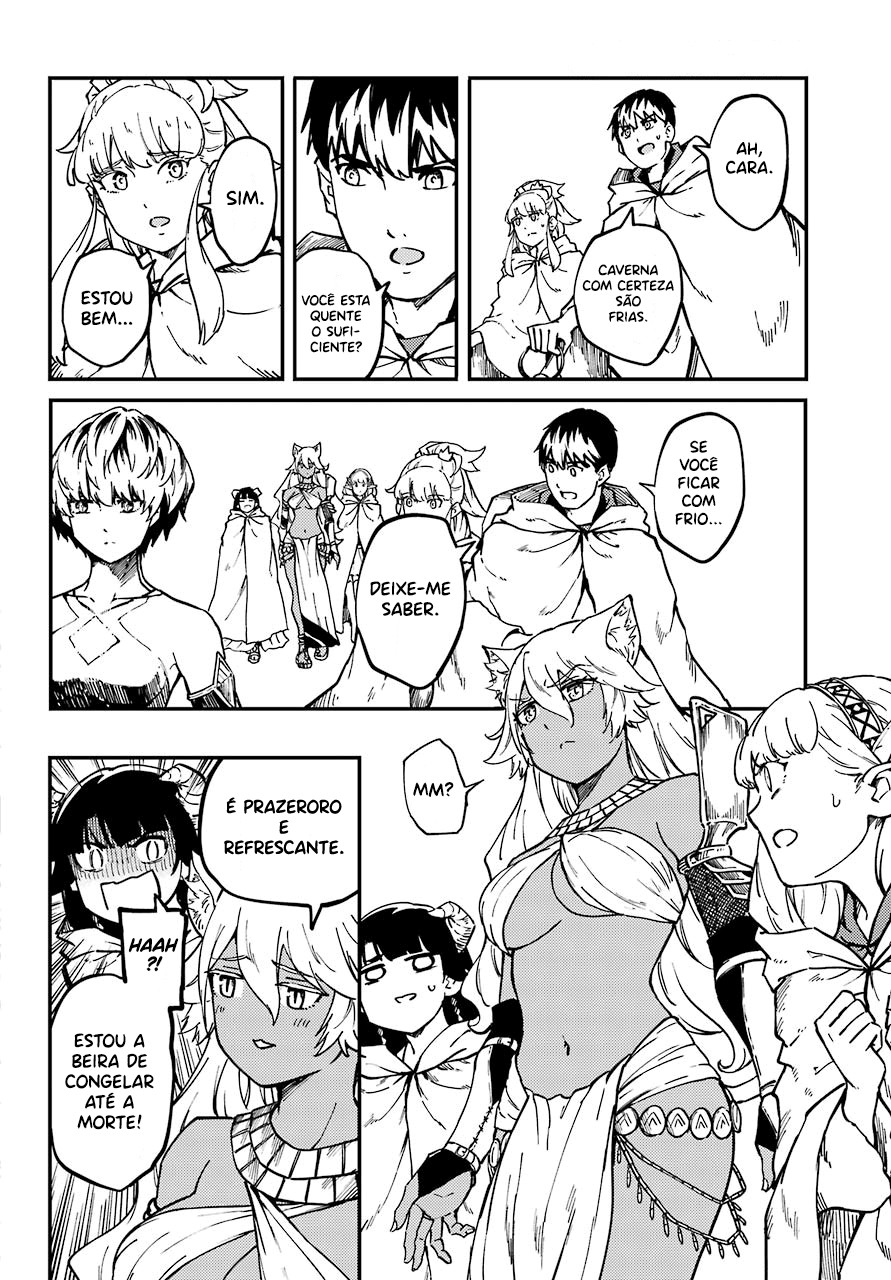 AH,
CARA.
CAVERNA
COM CERTEZA
SÃO
FRIAS.
VOCÊ ESTA
QUENTE
O SUFI-
CIENTE?
SIM.
ESTOU
BEM...
SE
VOCÊ
FICAR
COM
FRIO...
DEIXE-ME
SABER.
MM?
É PRAZERORO
E
REFRESCANTE.
HAAH
?!
ESTOU A
BEIRA DE
CONGELAR
ATÉ A
MORTE!